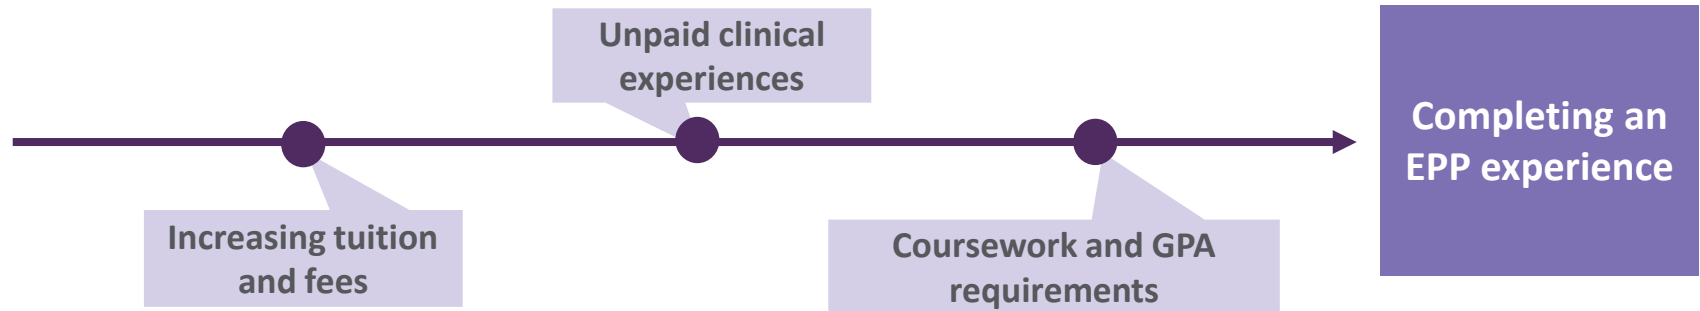 Unpaid clinical
experiences
Increasing tuition
and fees
Coursework and GPA
requirements
Completing an
EPP experience